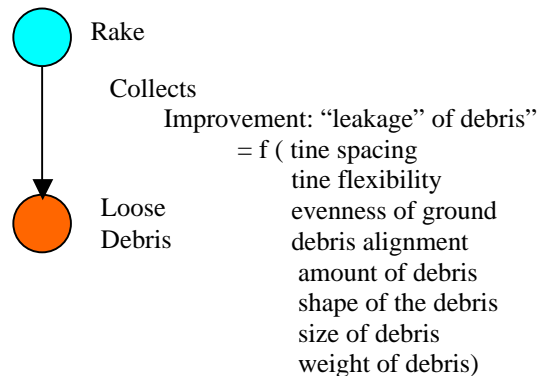 Rake
Collects
Improvement: “leakage” of debris”
= f ( tine spacing
tine flexibility
evenness of ground
Loose
Debris
debris alignment
amount of debris
shape of the debris
size of debris
weight of debris)